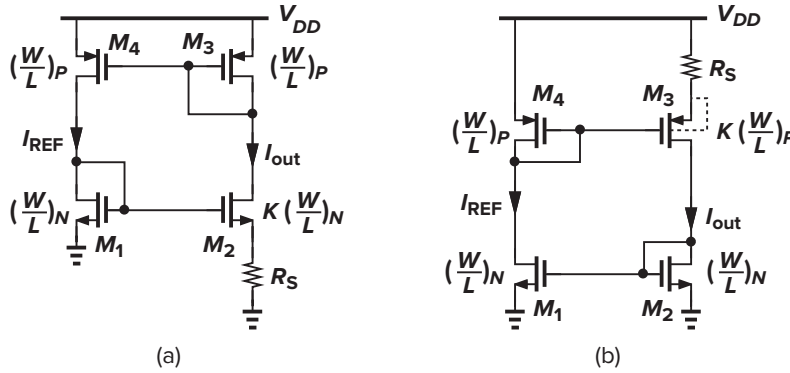 V_DD
M_4 M_3
(W/L)_P (W/L)_P
I_REF I_out
(W/L)_N K(W/L)_N
M_1 M_2
R_S
(a)
V_DD
R_S
M_4 M_3
(W/L)_P K(W/L)_P
I_REF I_out
(W/L)_N (W/L)_N
M_1 M_2
(b)